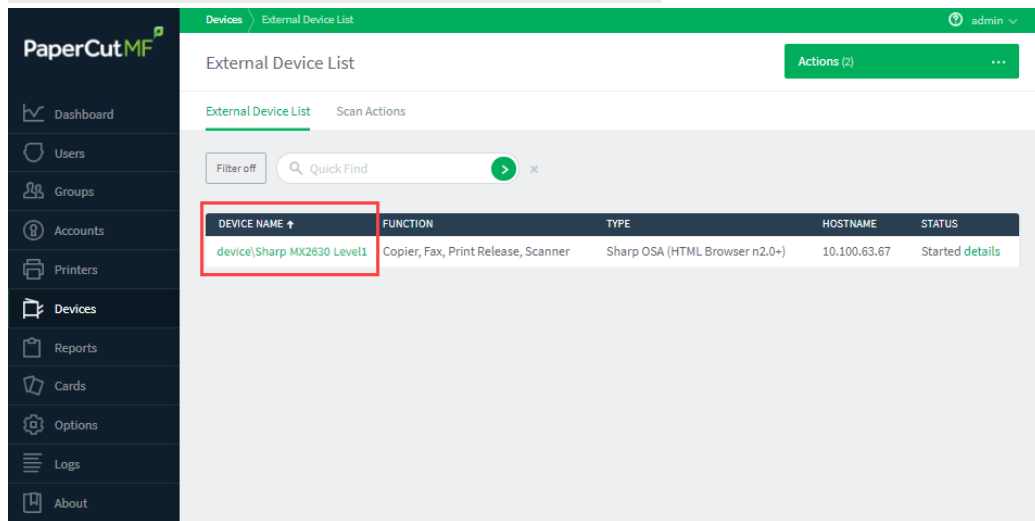 Devices External Device List admin
PaperCutMF
External Device List
Actions (2) ...
Dashboard
External Device List Scan Actions
Users
Filter off Quick Find
Groups
DEVICE NAME FUNCTION TYPE HOSTNAME STATUS
Accounts
device\Sharp MX2630 Level1 Copier, Fax, Print Release, Scanner Sharp OSA (HTML Browser n2.0+) 10.100.63.67 Started details
Printers
Devices
Reports
Cards
Options
Logs
About